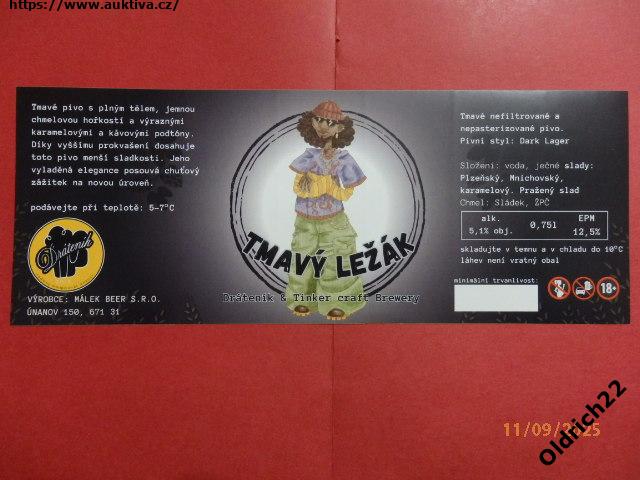 https://www.auktiva.cz/
Tmavé pivo s plným tělem, jemnou
chmelovou hořkostí a výraznými
karamelovými a kávovými podtóny.
Díky vyššímu prokvašení dosahuje
toto pivo menší sladkosti. Jeho
vyladěná elegance posouvá chuťový
zážitek na novou úroveň.
podávejte při teplotě: 5-7°C
Dráteník
VÝROBCE: MÁLEK BEER S.R.O.
ÚNANOV 150, 671 31
TMAVÝ LEŽÁK
Dráteník & Tinker craft Brewery
Tmavé nefiltrované a
nepasterizované pivo.
Pivní styl: Dark Lager
Složení: voda, ječné slady:
Plzeňský, Mnichovský,
karamelový. Pražený slad
Chmel: Sládek, ŽPČ
alk. 0,75l EPM
5,1% obj. 12,5%
skladujte v temnu a v chladu do 10°C
láhev není vratný obal
minimální trvanlivost:
18+
11/09/2025
Oldrich22